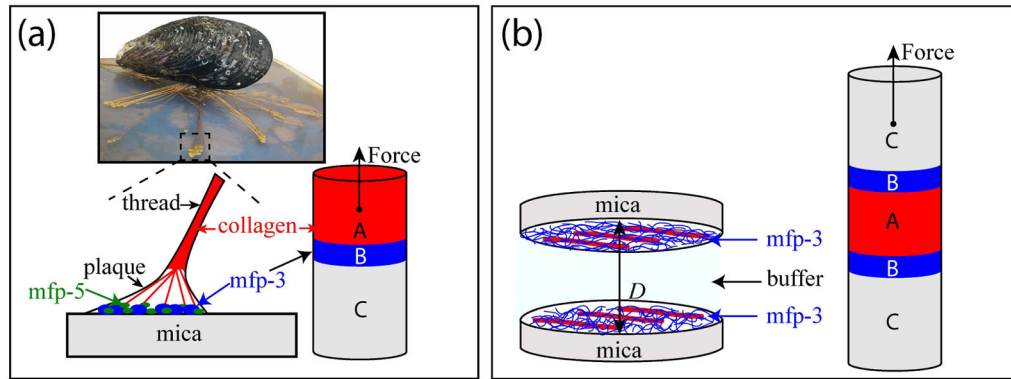 (a)
Force
thread
collagen
A
B
plaque
mfp-3
mfp-5
C
mica
(b)
Force
C
B
mica
A
mfp-3
B
buffer
D
mfp-3
C
mica